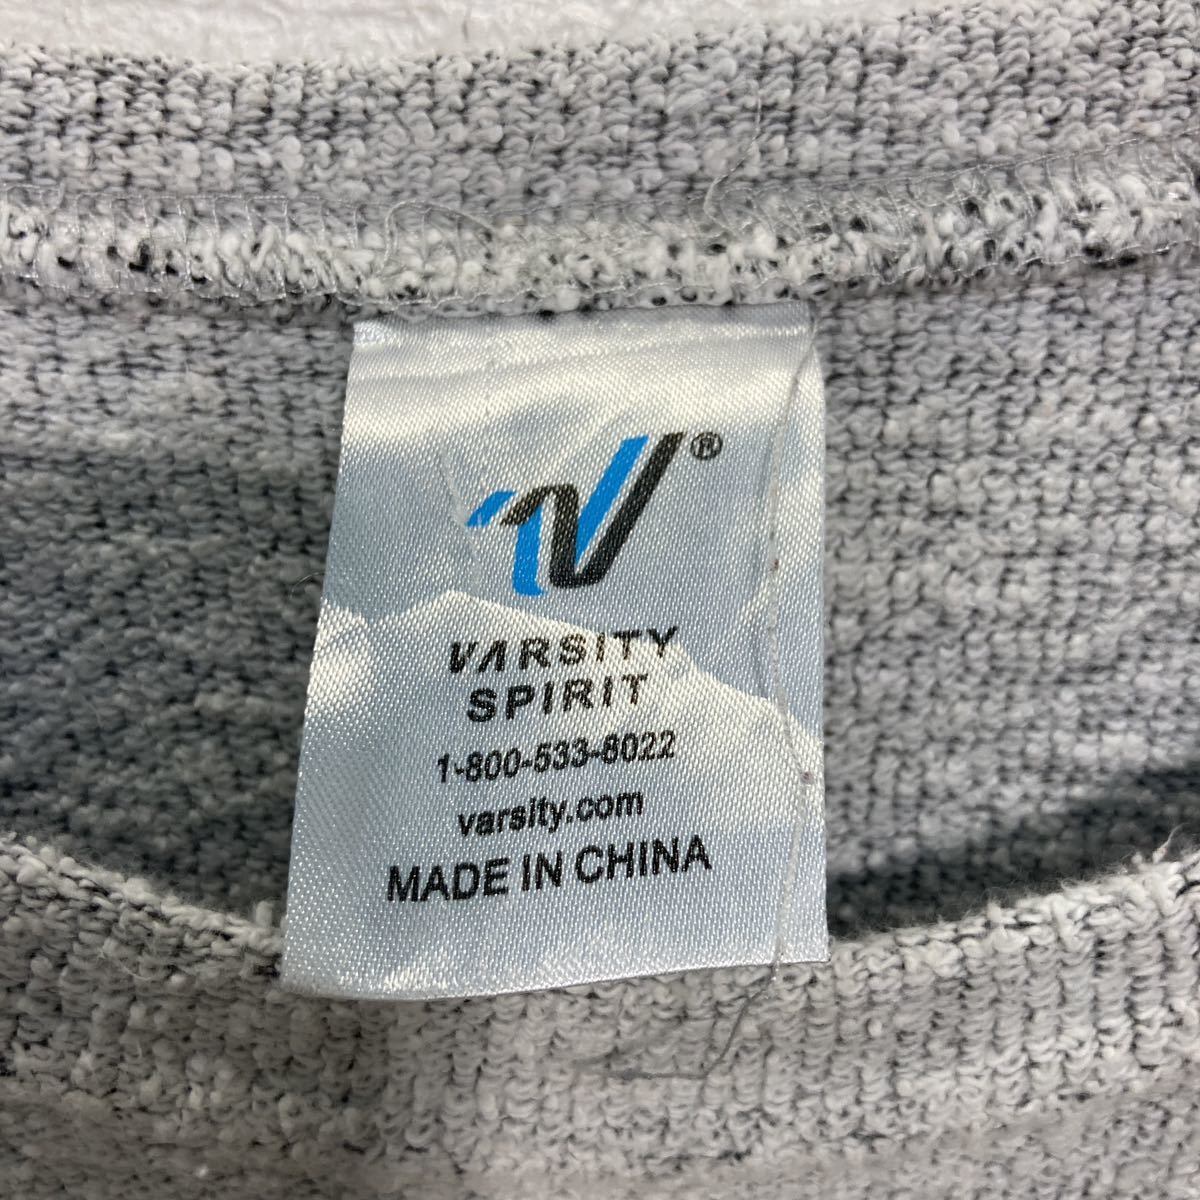 ®
VARSITY
SPIRIT
1-800-533-8022
varsity.com
MADE IN CHINA